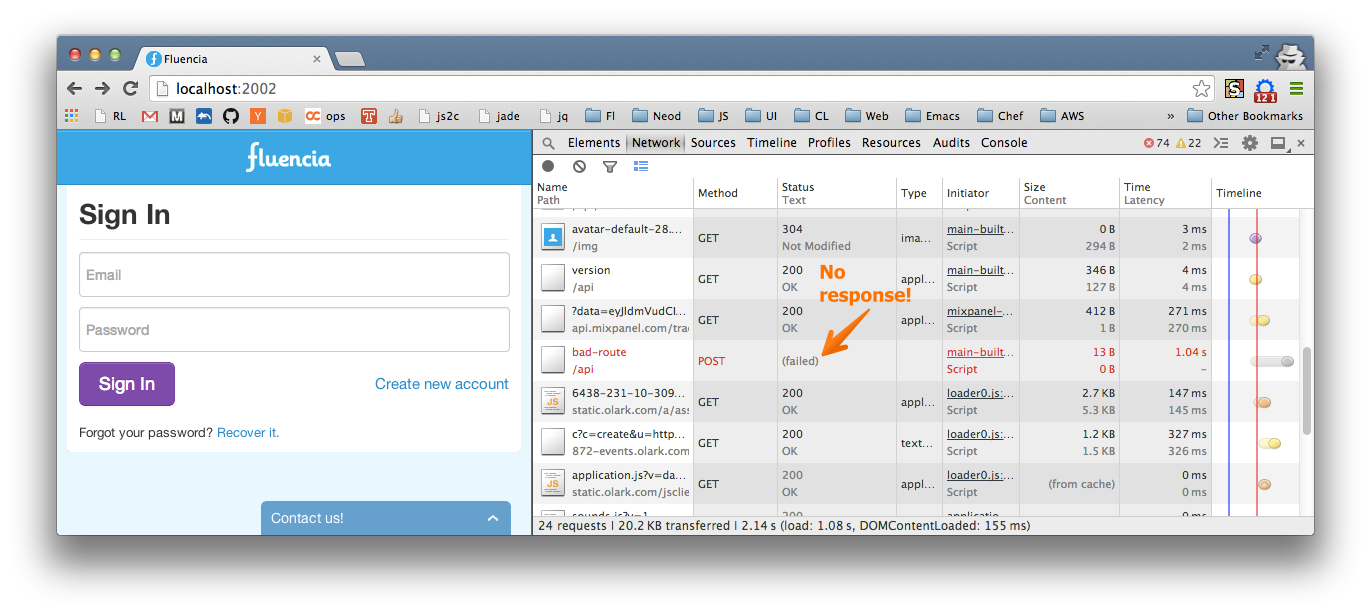 Fluencia
localhost:2002
121
RL
ops
js2c
jade
jq
Fl
Neod
JS
UI
CL
Web
Emacs
Chef
AWS
»
Other Bookmarks
fluencia
Sign In
Email
Password
Sign In
Create new account
Forgot your password? Recover it.
Contact us!
Elements Network Sources Timeline Profiles Resources Audits Console
74 22
Name Method Status Type Initiator Size Time Timeline
Path Text Content Latency
avatar-default-28.... GET 304 ima... main-built... 0 B 3 ms
/img Not Modified Script 294 B 2 ms
version GET 200 appl... main-built... 346 B 4 ms
/api OK Script 127 B 4 ms
No
response!
?data=eyJldmVudCI... GET 200 appl... mixpanel-... 412 B 271 ms
api.mixpanel.com/tra OK Script 1 B 270 ms
bad-route POST (failed) main-built... 13 B 1.04 s
/api Script 0 B –
6438-231-10-309... GET 200 appl... loader0.js:... 2.7 KB 147 ms
static.olark.com/a/as OK Script 5.3 KB 145 ms
c?c=create&u=http... GET 200 text... loader0.js:... 1.2 KB 327 ms
872-events.olark.com OK Script 1.5 KB 326 ms
application.js?v=da... GET 200 appl... loader0.js:... (from cache) 0 ms
static.olark.com/jsclie OK Script 0 ms
24 requests | 20.2 KB transferred | 2.14 s (load: 1.08 s, DOMContentLoaded: 155 ms)